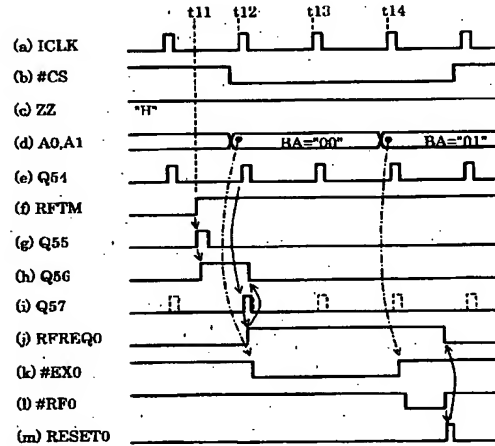 t11 t12 t13 t14
(a) ICLK
(b) #CS
(c) ZZ "H"
(d) A0,A1 BA="00" BA="01"
(e) Q54
(f) RFTM
(g) Q55
(h) Q56
(i) Q57
(j) RFREQ0
(k) #EX0
(l) #RF0
(m) RESET0